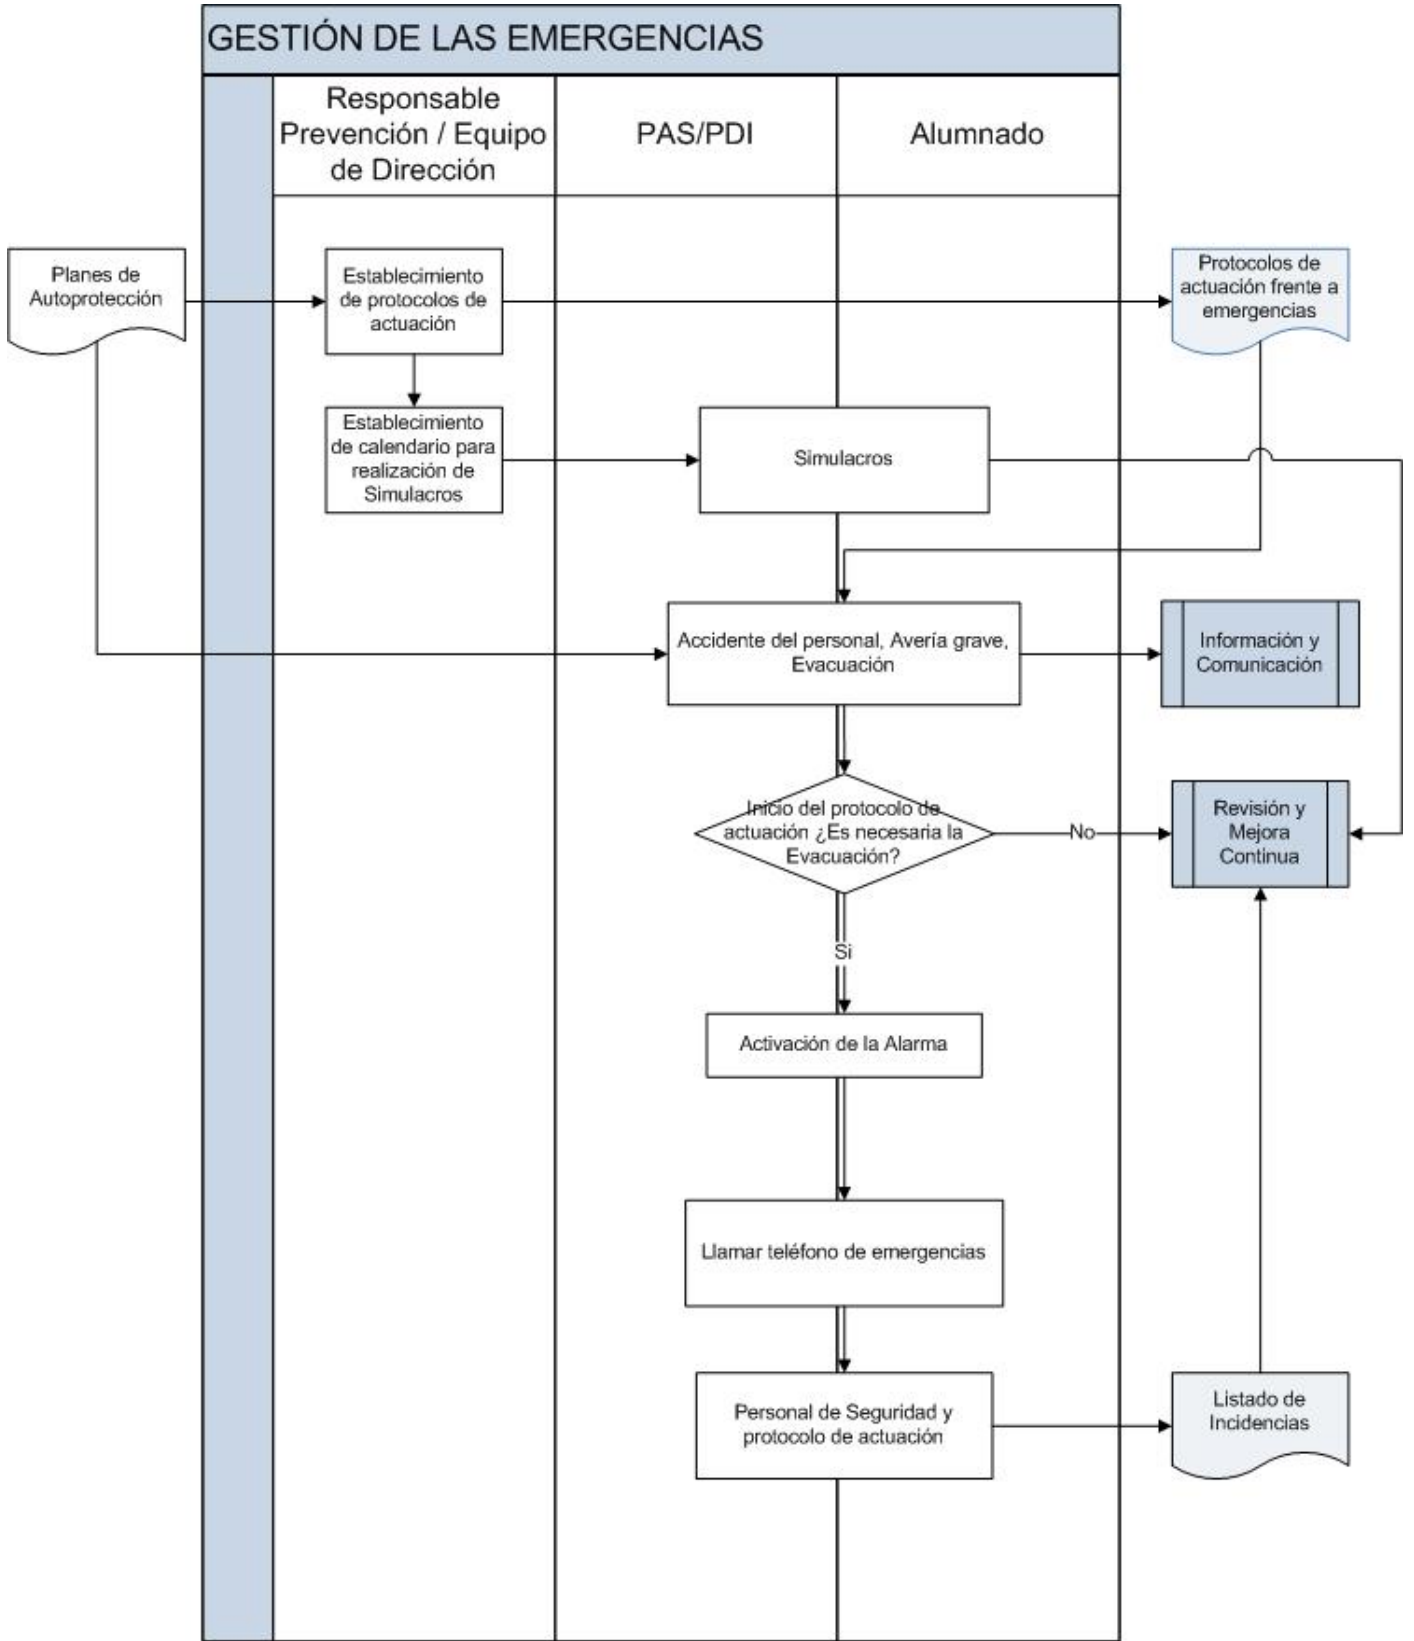 GESTIÓN DE LAS EMERGENCIAS
Responsable
Prevención / Equipo
de Dirección
PAS/PDI
Alumnado
Planes de
Autoprotección
Establecimiento
de protocolos de
actuación
Protocolos de
actuación frente a
emergencias
Establecimiento
de calendario para
realización de
Simulacros
Simulacros
Accidente del personal, Avería grave,
Evacuación
Información y
Comunicación
Inicio del protocolo de
actuación ¿Es necesaria la
Evacuación?
No
Revisión y
Mejora
Continua
Si
Activación de la Alarma
Llamar teléfono de emergencias
Personal de Seguridad y
protocolo de actuación
Listado de
Incidencias